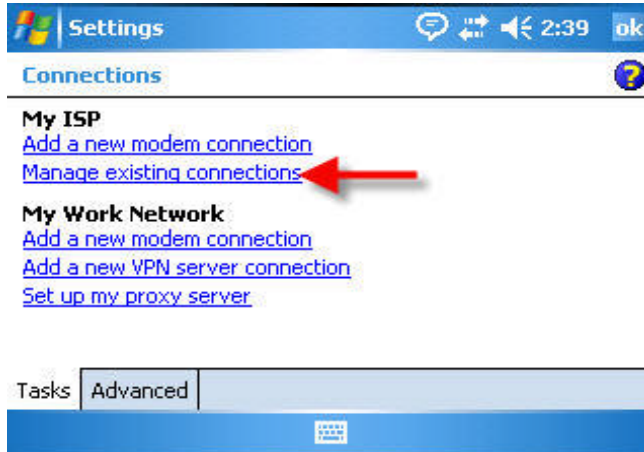 Settings 2:39 ok
Connections ?
My ISP
Add a new modem connection
Manage existing connections
My Work Network
Add a new modem connection
Add a new VPN server connection
Set up my proxy server
Tasks Advanced